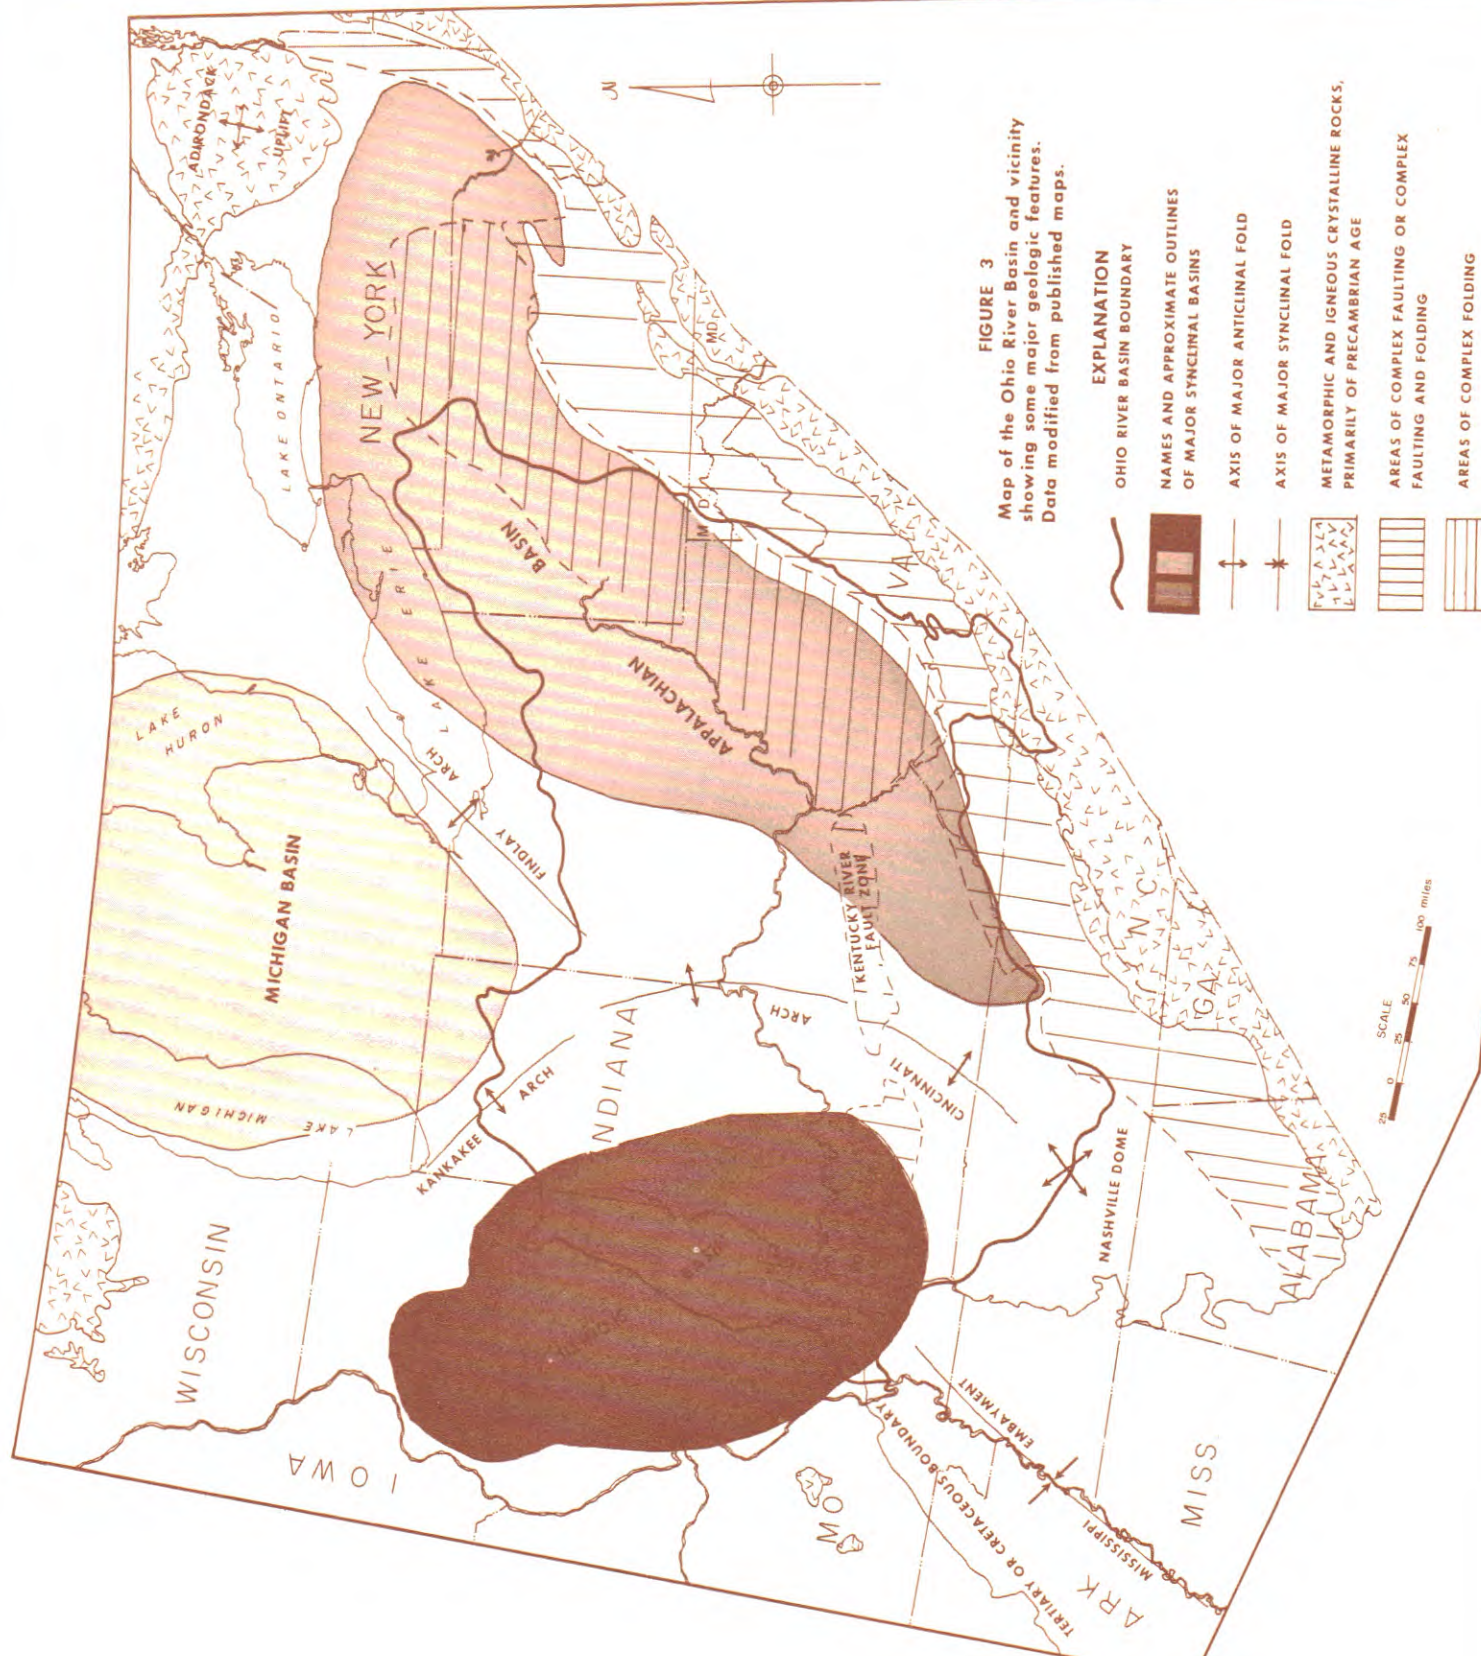 ADIRONDACK
UPLIFT
LAKE ONTARIO
NEW YORK
LAKE ERIE
LAKE
HURON
MICHIGAN BASIN
LAKE MICHIGAN
WISCONSIN
IOWA
KANKAKEE
ARCH
FINDLAY
ARCH
INDIANA
APPALACHIAN
BASIN
MD.
M D.
VA
KENTUCKY RIVER
FAULT ZONE
CINCINNATI
ARCH
NASHVILLE DOME
N C
GA
ALABAMA
MISS
MO
ARK
MISSISSIPPI
EMBAYMENT
TERTIARY OR CRETACEOUS BOUNDARY
N
FIGURE 3
Map of the Ohio River Basin and vicinity
showing some major geologic features.
Data modified from published maps.
EXPLANATION
OHIO RIVER BASIN BOUNDARY
NAMES AND APPROXIMATE OUTLINES
OF MAJOR SYNCLINAL BASINS
AXIS OF MAJOR ANTICLINAL FOLD
AXIS OF MAJOR SYNCLINAL FOLD
METAMORPHIC AND IGNEOUS CRYSTALLINE ROCKS,
PRIMARILY OF PRECAMBRIAN AGE
AREAS OF COMPLEX FAULTING OR COMPLEX
FAULTING AND FOLDING
AREAS OF COMPLEX FOLDING
SCALE
25 0 25 50 75 100 miles